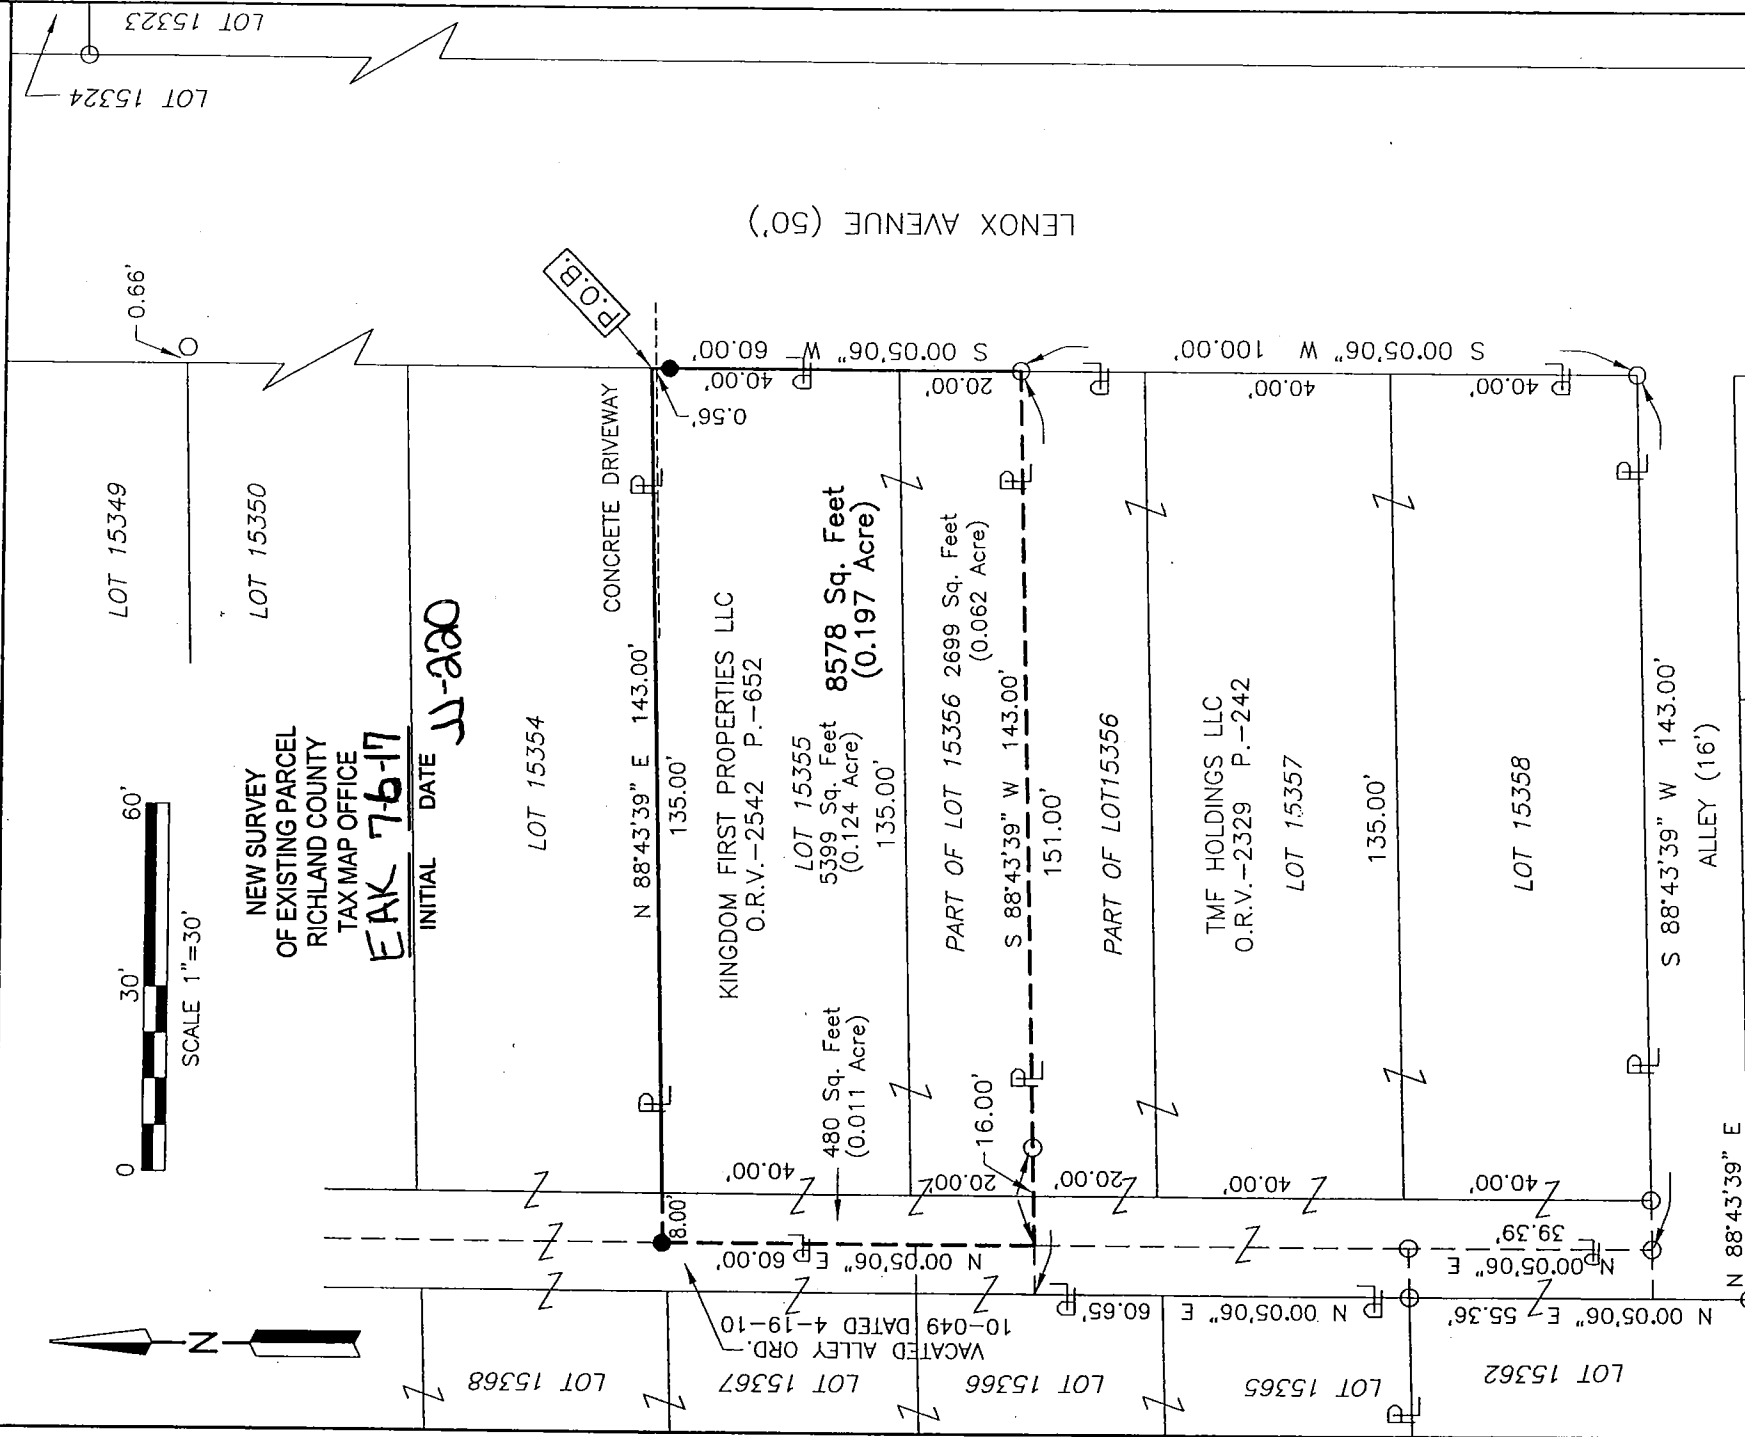 LOT 15323
LOT 15324
LENOX AVENUE (50')
0.66'
P.O.B.
LOT 15349
LOT 15350
0 30' 60'
SCALE 1"=30'
NEW SURVEY
OF EXISTING PARCEL
RICHLAND COUNTY
TAX MAP OFFICE
EAK 7-6-17
INITIAL DATE
JJ-220
LOT 15354
CONCRETE DRIVEWAY
N 88°43'39" E 143.00'
135.00'
0.56'
S 00°05'06" W 60.00'
40.00'
20.00'
S 00°05'06" W 100.00'
40.00'
40.00'
KINGDOM FIRST PROPERTIES LLC
O.R.V.-2542 P.-652
LOT 15355
5399 Sq. Feet
(0.124 Acre)
135.00'
8578 Sq. Feet
(0.197 Acre)
480 Sq. Feet
(0.011 Acre)
PART OF LOT 15356 2699 Sq. Feet
(0.062 Acre)
S 88°43'39" W 143.00'
151.00'
16.00'
PART OF LOT15356
TMF HOLDINGS LLC
O.R.V.-2329 P.-242
LOT 15357
135.00'
LOT 15358
S 88°43'39" W 143.00'
ALLEY (16')
8.00'
40.00'
20.00'
20.00'
40.00'
40.00'
N 00°05'06" E 60.00'
39.39'
N 00°05'06" E
N 00°05'06" E 60.65'
N 00°05'06" E 55.36'
N 88°43'39" E
VACATED ALLEY ORD.
10-049 DATED 4-19-10
N
LOT 15368
LOT 15367
LOT 15366
LOT 15365
LOT 15362